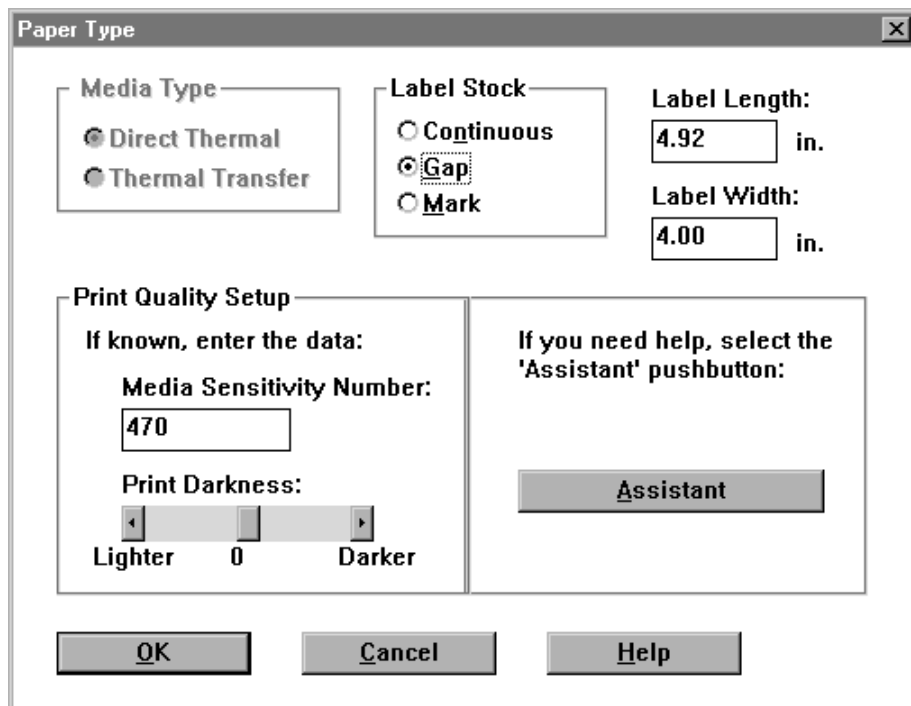 Paper Type
Media Type
Direct Thermal
Thermal Transfer
Label Stock
Continuous
Gap
Mark
Label Length:
4.92 in.
Label Width:
4.00 in.
Print Quality Setup
If known, enter the data:
Media Sensitivity Number:
470
Print Darkness:
Lighter 0 Darker
If you need help, select the
'Assistant' pushbutton:
Assistant
OK Cancel Help